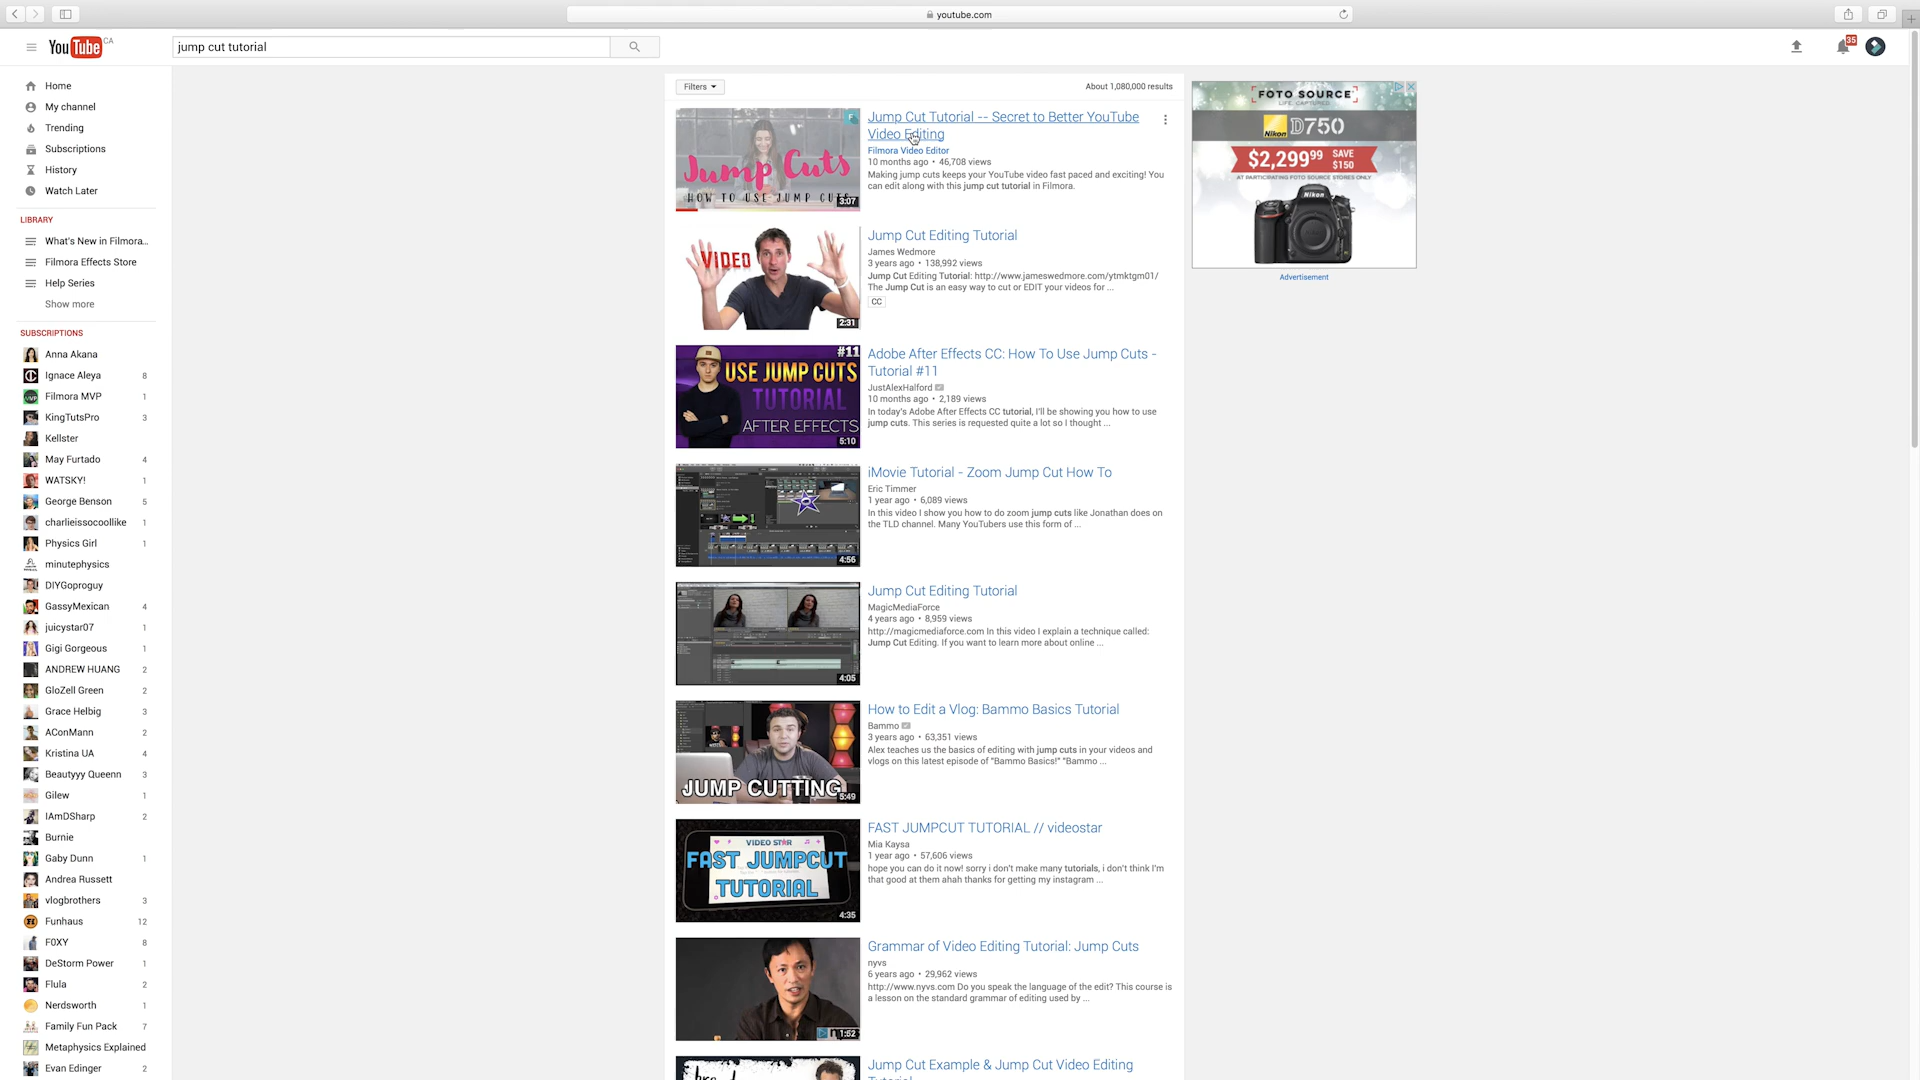 youtube.com
YouTube CA
jump cut tutorial
35
Home
My channel
Trending
Subscriptions
History
Watch Later
LIBRARY
What's New in Filmora...
Filmora Effects Store
Help Series
Show more
SUBSCRIPTIONS
Anna Akana
Ignace Aleya 8
Filmora MVP 1
KingTutsPro 3
Kellster
May Furtado 4
WATSKY! 1
George Benson 5
charlieissocoollike 1
Physics Girl 1
minutephysics
DIYGoproguy
GassyMexican 4
juicystar07 1
Gigi Gorgeous 1
ANDREW HUANG 2
GloZell Green 2
Grace Helbig 3
AConMann 2
Kristina UA 4
Beautyyy Queenn 3
Gilew 1
IAmDSharp 2
Burnie
Gaby Dunn 1
Andrea Russett
vlogbrothers 3
Funhaus 12
F0XY 8
DeStorm Power 1
Flula 2
Nerdsworth 1
Family Fun Pack 7
Metaphysics Explained
Evan Edinger 2
Filters
About 1,080,000 results
Jump Cuts
HOW TO USE JUMP CUTS
3:07
Jump Cut Tutorial -- Secret to Better YouTube
Video Editing
Filmora Video Editor
10 months ago • 46,708 views
Making jump cuts keeps your YouTube video fast paced and exciting! You
can edit along with this jump cut tutorial in Filmora.
VIDEO
2:31
Jump Cut Editing Tutorial
James Wedmore
3 years ago • 138,992 views
Jump Cut Editing Tutorial: http://www.jameswedmore.com/ytmktgm01/
The Jump Cut is an easy way to cut or EDIT your videos for ...
CC
#11
USE JUMP CUTS
TUTORIAL
AFTER EFFECTS
5:10
Adobe After Effects CC: How To Use Jump Cuts -
Tutorial #11
JustAlexHalford
10 months ago • 2,189 views
In today's Adobe After Effects CC tutorial, I'll be showing you how to use
jump cuts. This series is requested quite a lot so I thought ...
4:56
iMovie Tutorial - Zoom Jump Cut How To
Eric Timmer
1 year ago • 6,089 views
In this video I show you how to do zoom jump cuts like Jonathan does on
the TLD channel. Many YouTubers use this form of ...
4:05
Jump Cut Editing Tutorial
MagicMediaForce
4 years ago • 8,959 views
http://magicmediaforce.com In this video I explain a technique called:
Jump Cut Editing. If you want to learn more about online ...
JUMP CUTTING
5:49
How to Edit a Vlog: Bammo Basics Tutorial
Bammo
3 years ago • 63,351 views
Alex teaches us the basics of editing with jump cuts in your videos and
vlogs on this latest episode of "Bammo Basics!" "Bammo ...
VIDEO STAR
FAST JUMPCUT
TUTORIAL
4:35
FAST JUMPCUT TUTORIAL // videostar
Mia Kaysa
1 year ago • 57,606 views
hope you can do it now! sorry i don't make many tutorials, i don't think I'm
that good at them ahah thanks for getting my instagram ...
1:52
Grammar of Video Editing Tutorial: Jump Cuts
nyvs
6 years ago • 29,962 views
http://www.nyvs.com Do you speak the language of the edit? This course is
a lesson on the standard grammar of editing used by ...
Jump Cut Example & Jump Cut Video Editing
Tutorial
FOTO SOURCE
LIFE. CAPTURED.
Nikon D750
$2,299.99 SAVE $150
AT PARTICIPATING FOTO SOURCE STORES ONLY
Nikon
Advertisement